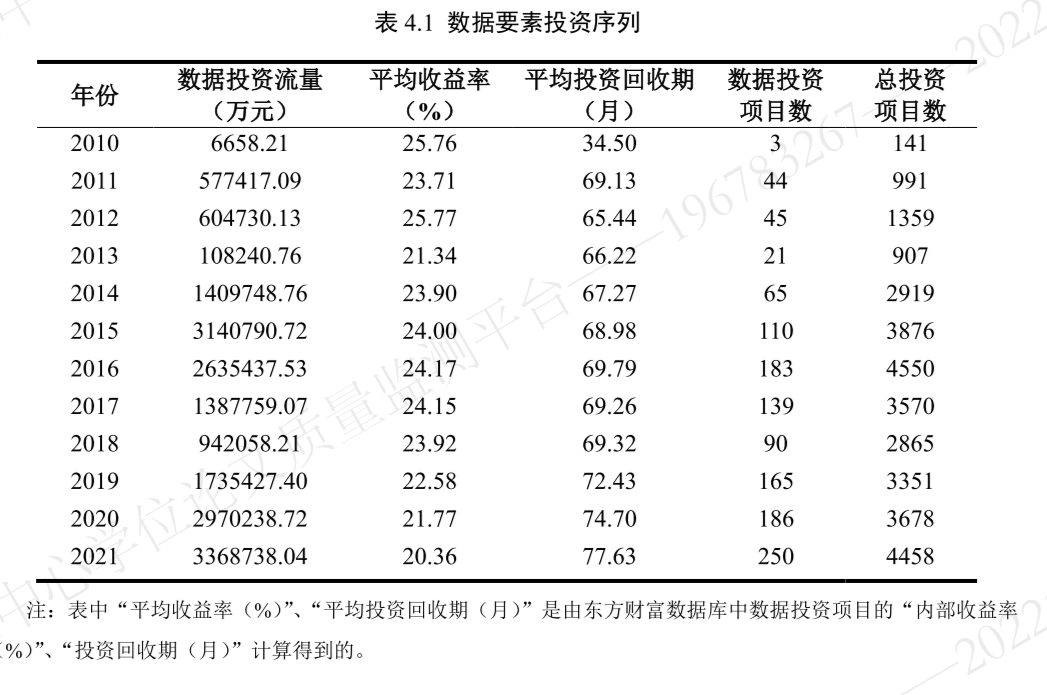 表 4.1 数据要素投资序列
年份 数据投资流量（万元） 平均收益率（%） 平均投资回收期（月） 数据投资项目数 总投资项目数
2010 6658.21 25.76 34.50 3 141
2011 577417.09 23.71 69.13 44 991
2012 604730.13 25.77 65.44 45 1359
2013 108240.76 21.34 66.22 21 907
2014 1409748.76 23.90 67.27 65 2919
2015 3140790.72 24.00 68.98 110 3876
2016 2635437.53 24.17 69.79 183 4550
2017 1387759.07 24.15 69.26 139 3570
2018 942058.21 23.92 69.32 90 2865
2019 1735427.40 22.58 72.43 165 3351
2020 2970238.72 21.77 74.70 186 3678
2021 3368738.04 20.36 77.63 250 4458
注：表中“平均收益率（%）”、“平均投资回收期（月）”是由东方财富数据库中数据投资项目的“内部收益率
（%）”、“投资回收期（月）”计算得到的。
中心学位论文质量监测平台——196783267——2022
——2022